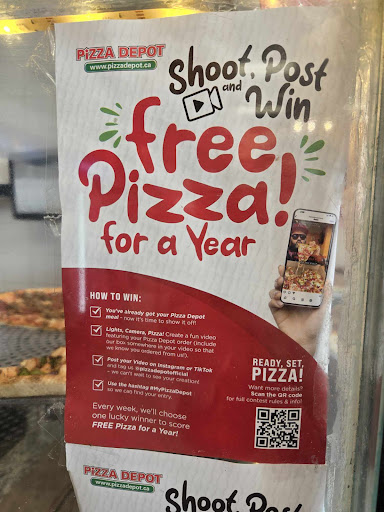 PiZZA DEPOT
www.pizzadepot.ca
Shoot, Post
and Win
free
Pizza!
for a Year
HOW TO WIN:
You've already got your Pizza Depot
meal - now it's time to show it off!
Lights, Camera, Pizza! Create a fun video
featuring your Pizza Depot order (include
our box somewhere in your video so that
we know you ordered from us!).
Post your Video on Instagram or TikTok
and tag us @pizzadepotofficial
- we can't wait to see your creation!
Use the hashtag #MyPizzaDepot
so we can find your entry.
Every week, we'll choose
one lucky winner to score
FREE Pizza for a Year!
READY, SET,
PIZZA!
Want more details?
Scan the QR code
for full contest rules & info!
PiZZA DEPOT
www.pizzadepot.ca
Shoot, Post